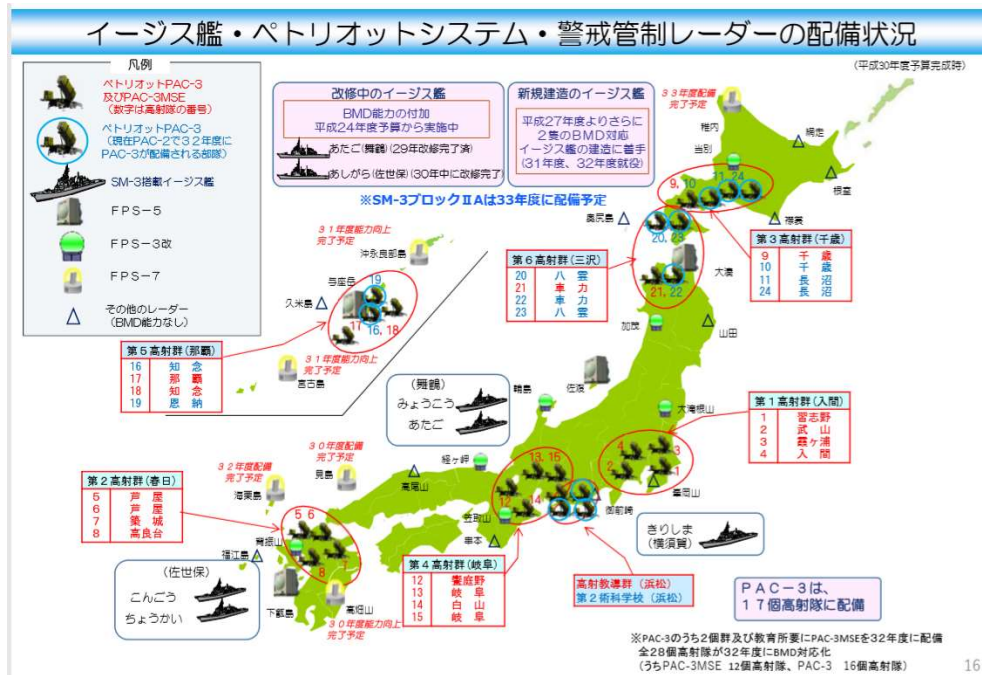 イージス艦・ペトリオットシステム・警戒管制レーダーの配備状況
(平成30年度予算完成時)
凡例
ペトリオットPAC-3
及びPAC-3MSE
(数字は高射隊の番号)
ペトリオットPAC-3
(現在PAC-2で32年度に
PAC-3が配備される部隊)
SM-3搭載イージス艦
FPS-5
FPS-3改
FPS-7
その他のレーダー
(BMD能力なし)
改修中のイージス艦
BMD能力の付加
平成24年度予算から実施中
あたご(舞鶴)(29年改修完了済)
あしがら(佐世保)(30年中に改修完了)
新規建造のイージス艦
平成27年度よりさらに
2隻のBMD対応
イージス艦の建造に着手
(31年度、32年度就役)
※SM-3ブロックⅡAは33年度に配備予定
33年度配備
完了予定
稚内
網走
当別
根室
襟裳
9, 10
11, 24
奥尻島
20, 23
第3高射群(千歳)
9 千歳
10 千歳
11 長沼
24 長沼
第6高射群(三沢)
20 八雲
21 車力
22 車力
23 八雲
大湊
21, 22
加茂
山田
31年度能力向上
完了予定
沖永良部島
与座岳
19
久米島
17
16, 18
第5高射群(那覇)
16 知念
17 那覇
18 知念
19 恩納
31年度能力向上
完了予定
宮古島
(舞鶴)
みょうこう
あたご
輪島
佐渡
大滝根山
第1高射群(入間)
1 習志野
2 武山
3 霞ヶ浦
4 入間
4
3
2
1
峯岡山
御前崎
30年度配備
完了予定
見島
32年度配備
完了予定
海栗島
経ヶ岬
高尾山
13, 15
12
14
笠取山
串本
第2高射群(春日)
5 芦屋
6 芦屋
7 築城
8 高良台
5 6
7
8
背振山
福江島
下甑島
高畑山
30年度能力向上
完了予定
(佐世保)
こんごう
ちょうかい
第4高射群(岐阜)
12 饗庭野
13 岐阜
14 白山
15 岐阜
高射教導群(浜松)
第2術科学校(浜松)
きりしま
(横須賀)
PAC-3は、
17個高射隊に配備
※PAC-3のうち2個群及び教育所要にPAC-3MSEを32年度に配備
全28個高射隊が32年度にBMD対応化
(うちPAC-3MSE 12個高射隊、PAC-3 16個高射隊)
16